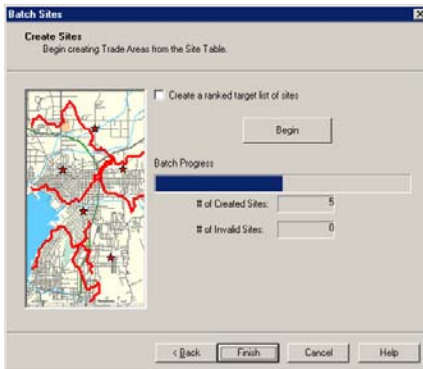 Batch Sites
Create Sites
Begin creating Trade Areas from the Site Table.
Create a ranked target list of sites
Begin
Batch Progress
# of Created Sites: 5
# of Invalid Sites: 0
< Back Finish Cancel Help